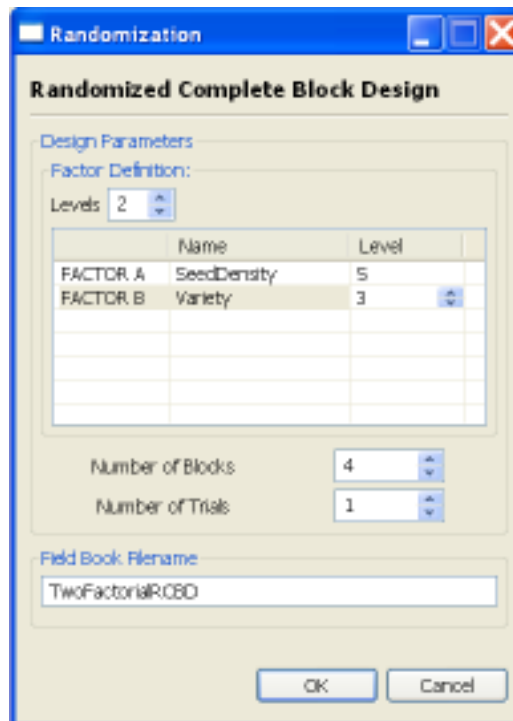 Randomization
Randomized Complete Block Design
Design Parameters
Factor Definition:
Levels 2
Name Level
FACTOR A SeedDensity 5
FACTOR B Variety 3
Number of Blocks 4
Number of Trials 1
Field Book Filename
TwoFactorialRCBD
OK Cancel